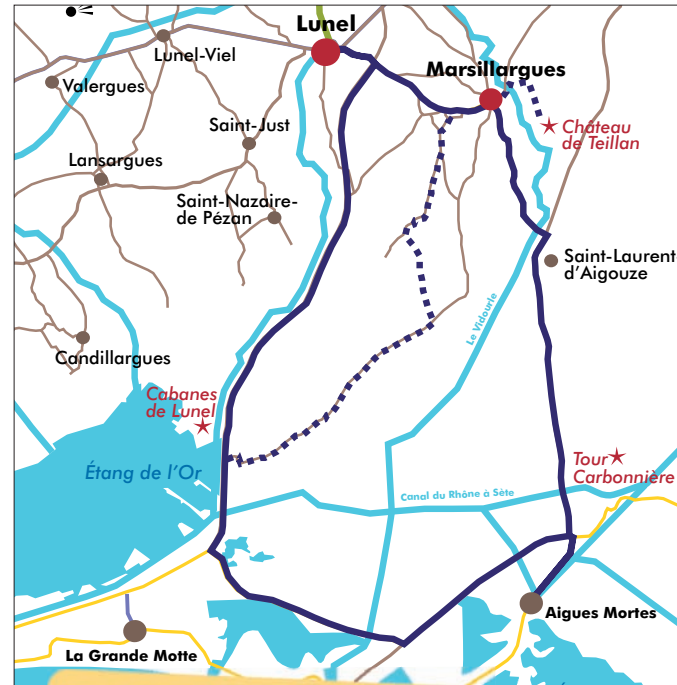 Lunel
Lunel-Viel
Marsillargues
Valergues
Saint-Just
Château
de Teillan
Lansargues
Saint-Nazaire-
de Pézan
Saint-Laurent
d'Aigouze
Le Vidourle
Candillargues
Cabanes
de Lunel
Étang de l'Or
Tour
Carbonnière
Canal du Rhône à Sète
Aigues Mortes
La Grande Motte